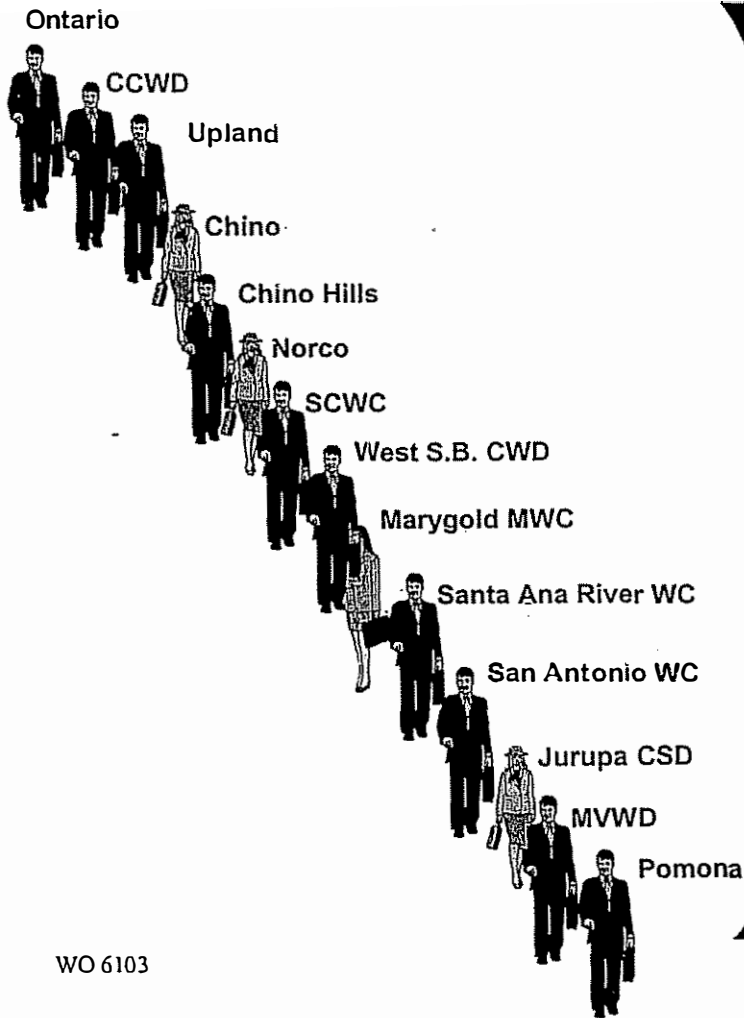 Ontario
CCWD
Upland
Chino
Chino Hills
Norco
SCWC
West S.B. CWD
Marygold MWC
Santa Ana River WC
San Antonio WC
Jurupa CSD
MVWD
Pomona
WO 6103